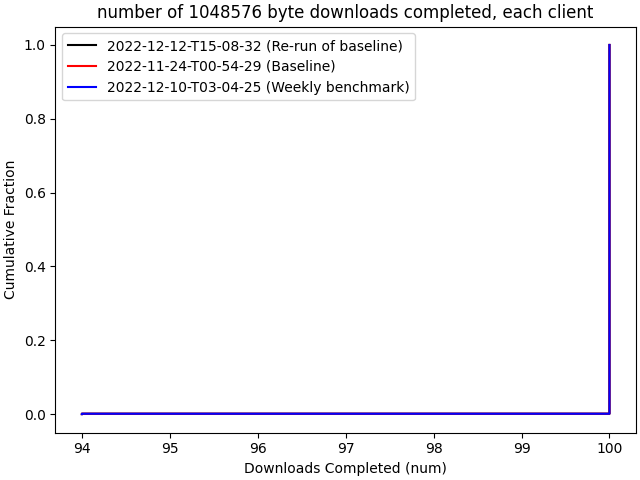 number of 1048576 byte downloads completed, each client
2022-12-12-T15-08-32 (Re-run of baseline)
2022-11-24-T00-54-29 (Baseline)
2022-12-10-T03-04-25 (Weekly benchmark)
Cumulative Fraction
1.0
0.8
0.6
0.4
0.2
0.0
94 95 96 97 98 99 100
Downloads Completed (num)